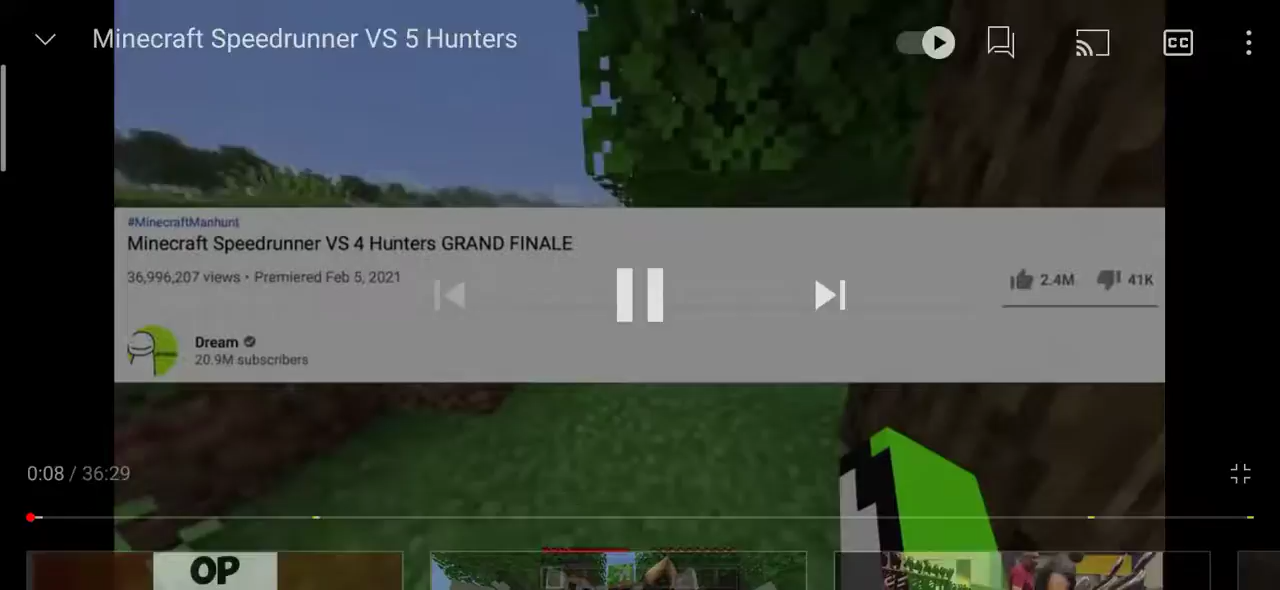 Minecraft Speedrunner VS 5 Hunters
CC
#MinecraftManhunt
Minecraft Speedrunner VS 4 Hunters GRAND FINALE
36,996,207 views • Premiered Feb 5, 2021
2.4M 41K
Dream
20.9M subscribers
0:08 / 36:29
OP